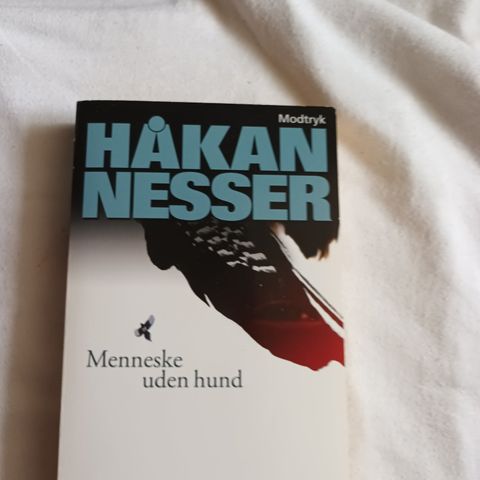 Modtryk
HÅKAN
NESSER
Menneske
uden hund